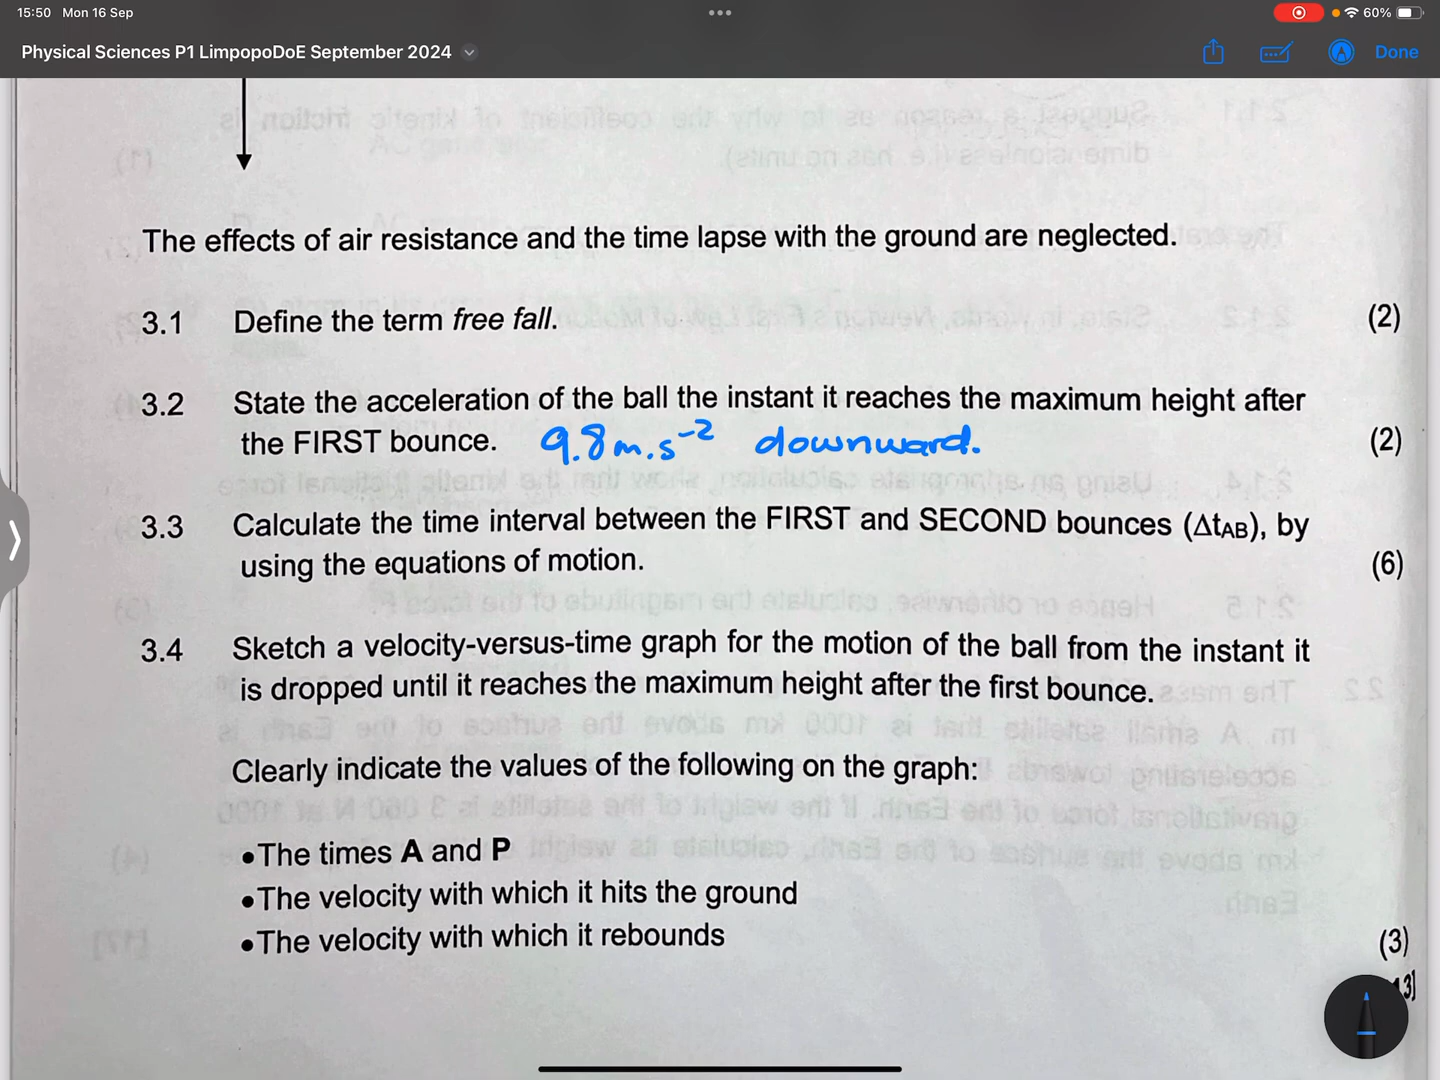 15:50 Mon 16 Sep
60%
Physical Sciences P1 LimpopoDoE September 2024
Done
The effects of air resistance and the time lapse with the ground are neglected.
3.1 Define the term free fall. (2)
3.2 State the acceleration of the ball the instant it reaches the maximum height after
the FIRST bounce. 9.8m.s⁻² downward. (2)
3.3 Calculate the time interval between the FIRST and SECOND bounces (ΔtAB), by
using the equations of motion. (6)
3.4 Sketch a velocity-versus-time graph for the motion of the ball from the instant it
is dropped until it reaches the maximum height after the first bounce.
Clearly indicate the values of the following on the graph:
•The times A and P
•The velocity with which it hits the ground
•The velocity with which it rebounds (3)
13]